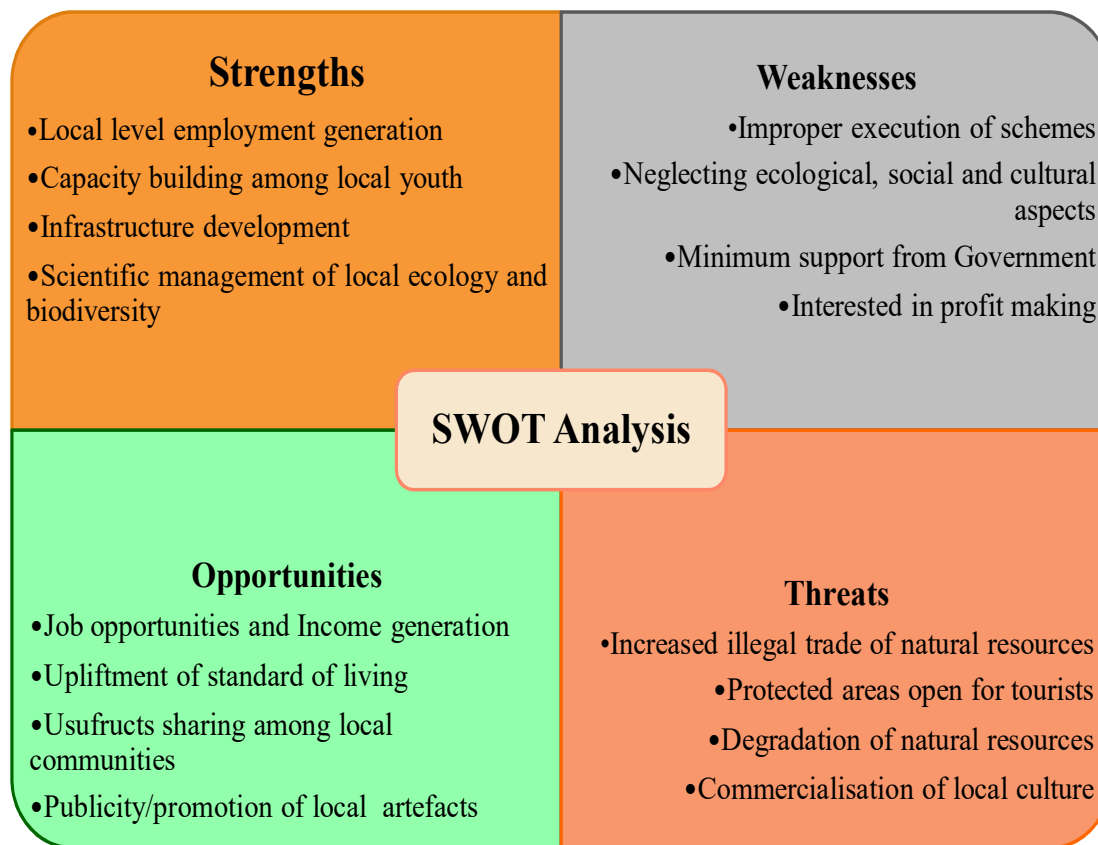 Strengths
•Local level employment generation
•Capacity building among local youth
•Infrastructure development
•Scientific management of local ecology and
biodiversity
Weaknesses
•Improper execution of schemes
•Neglecting ecological, social and cultural
aspects
•Minimum support from Government
•Interested in profit making
SWOT Analysis
Opportunities
•Job opportunities and Income generation
•Upliftment of standard of living
•Usufructs sharing among local
communities
•Publicity/promotion of local artefacts
Threats
•Increased illegal trade of natural resources
•Protected areas open for tourists
•Degradation of natural resources
•Commercialisation of local culture